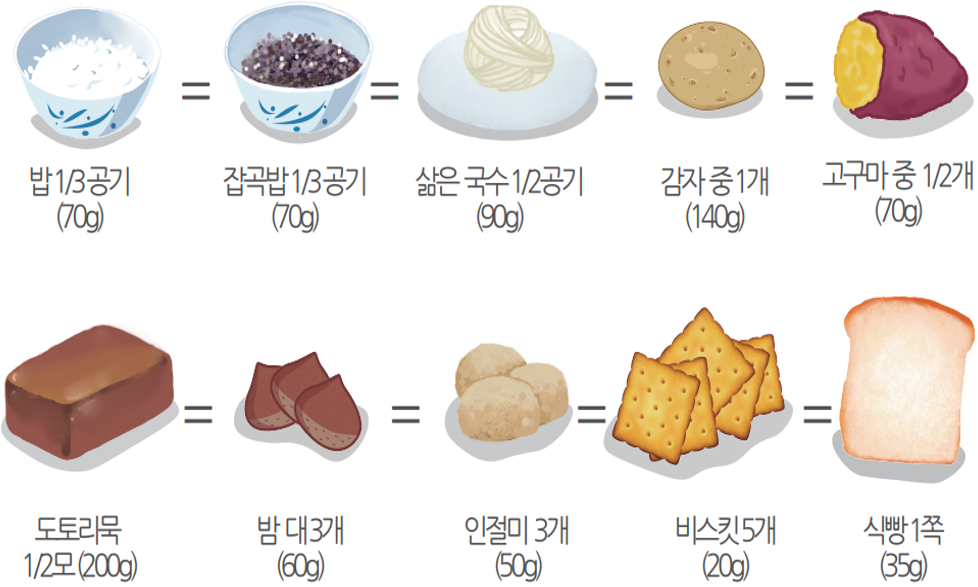 = = = =
밥 1/3 공기
(70g)
잡곡밥 1/3 공기
(70g)
삶은 국수 1/2공기
(90g)
감자 중 1개
(140g)
고구마 중 1/2개
(70g)
= = = =
도토리묵
1/2모 (200g)
밤 대 3개
(60g)
인절미 3개
(50g)
비스킷 5개
(20g)
식빵 1쪽
(35g)